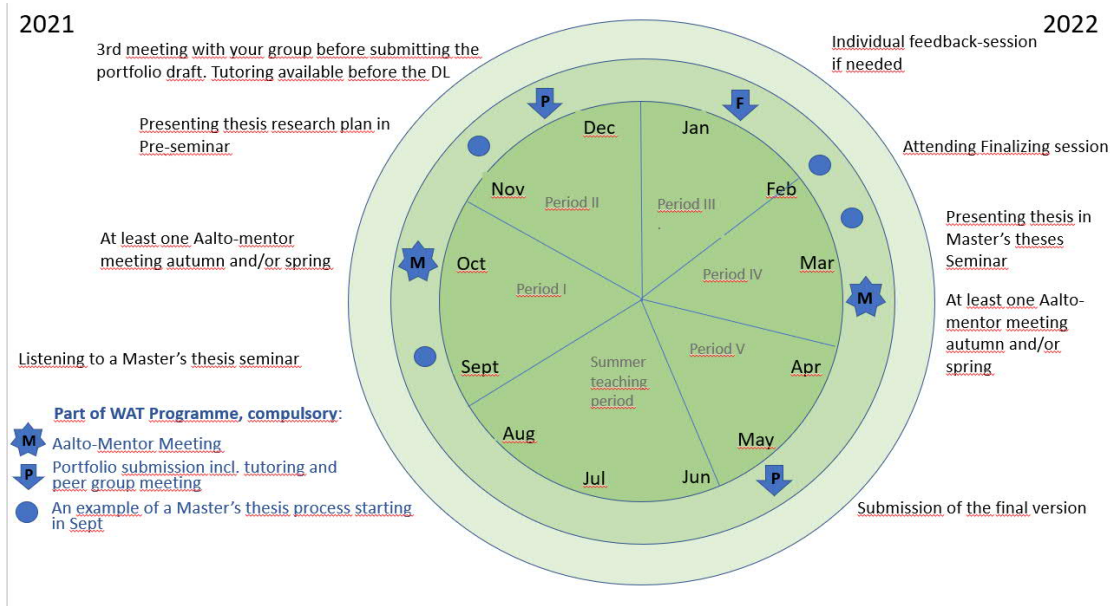 2021
2022
3rd meeting with your group before submitting the
portfolio draft. Tutoring available before the DL
Presenting thesis research plan in
Pre-seminar
At least one Aalto-mentor
meeting autumn and/or spring
Listening to a Master's thesis seminar
Part of WAT Programme, compulsory:
M
Aalto-Mentor Meeting
P
Portfolio submission incl. tutoring and
peer group meeting
An example of a Master's thesis process starting
in Sept
P
F
M
M
P
Dec
Jan
Nov
Feb
Oct
Mar
Sept
Apr
Aug
May
Jul
Jun
Period II
Period III
Period I
Period IV
Period V
Summer
teaching
period
Individual feedback-session
if needed
Attending Finalizing session
Presenting thesis in
Master's theses
Seminar
At least one Aalto-
mentor meeting
autumn and/or
spring
Submission of the final version